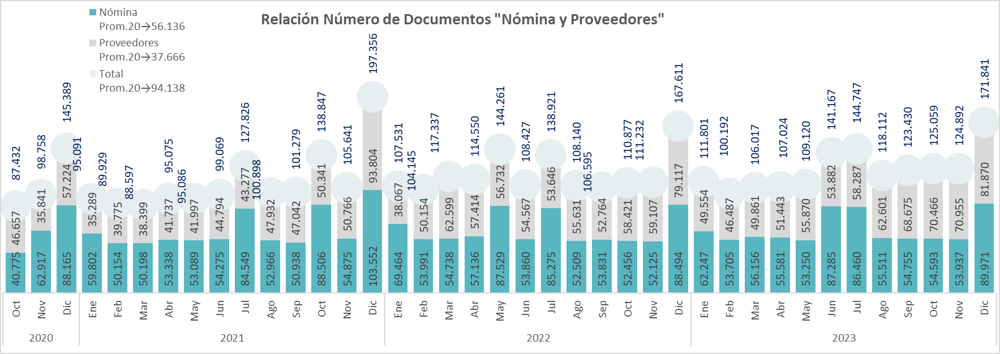 Relación Número de Documentos "Nómina y Proveedores"
Nómina
Prom.20→56.136
Proveedores
Prom.20→37.666
Total
Prom.20→94.138
87.432
98.758
145.389
95.091
89.929
88.597
95.075
95.086
99.069
127.826
100.898
101.279
138.847
105.641
197.356
107.531
104.145
117.337
114.550
144.261
108.427
138.921
108.140
106.595
110.877
111.232
167.611
111.801
100.192
106.017
107.024
109.120
141.167
144.747
118.112
123.430
125.059
124.892
171.841
46.657
35.841
57.224
35.289
39.775
38.399
41.737
41.997
44.794
43.277
47.932
47.042
50.341
50.766
93.804
38.067
50.154
62.599
57.414
56.732
54.567
53.646
55.631
52.764
58.421
59.107
79.117
49.554
46.487
49.861
51.443
55.870
53.882
58.287
62.601
68.675
70.466
70.955
81.870
40.775
62.917
88.165
59.802
50.154
50.198
53.338
53.089
54.275
84.549
52.966
50.938
88.506
54.875
103.552
69.464
53.991
54.738
57.136
87.529
53.860
85.275
52.509
53.831
52.456
52.125
88.494
62.247
53.705
56.156
55.581
53.250
87.285
86.460
55.511
54.755
54.593
53.937
89.971
Oct
Nov
Dic
Ene
Feb
Mar
Abr
May
Jun
Jul
Ago
Sep
Oct
Nov
Dic
Ene
Feb
Mar
Abr
May
Jun
Jul
Ago
Sep
Oct
Nov
Dic
Ene
Feb
Mar
Abr
May
Jun
Jul
Ago
Sep
Oct
Nov
Dic
2020
2021
2022
2023